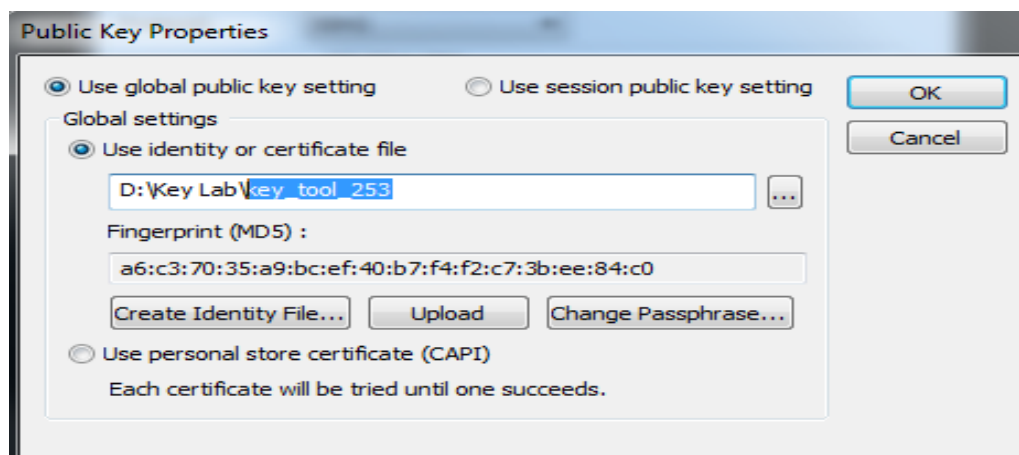 Public Key Properties
Use global public key setting
Use session public key setting
OK
Global settings
Cancel
Use identity or certificate file
D:\Key Lab\key_tool_253
...
Fingerprint (MD5) :
a6:c3:70:35:a9:bc:ef:40:b7:f4:f2:c7:3b:ee:84:c0
Create Identity File...
Upload
Change Passphrase...
Use personal store certificate (CAPI)
Each certificate will be tried until one succeeds.